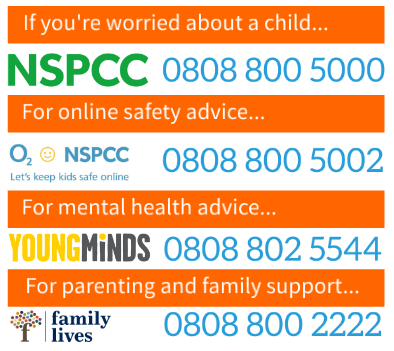 If you're worried about a child...
NSPCC 0808 800 5000
For online safety advice...
O2 NSPCC 0808 800 5002
Let's keep kids safe online
For mental health advice...
YOUNGMiNDS 0808 802 5544
For parenting and family support...
family lives 0808 800 2222